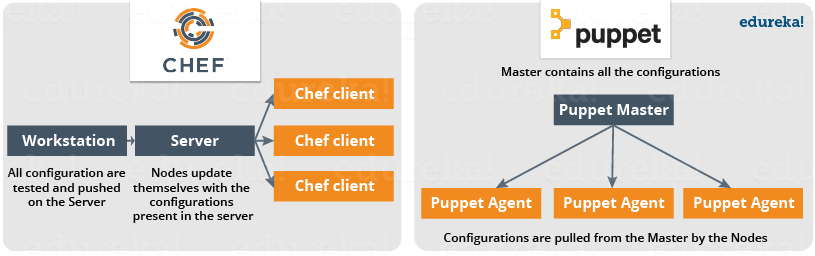 CHEF
Workstation
Server
Chef client
Chef client
Chef client
All configuration are
tested and pushed
on the Server
Nodes update
themselves with the
configurations
present in the server
puppet
edureka!
Master contains all the configurations
Puppet Master
Puppet Agent
Puppet Agent
Puppet Agent
Configurations are pulled from the Master by the Nodes